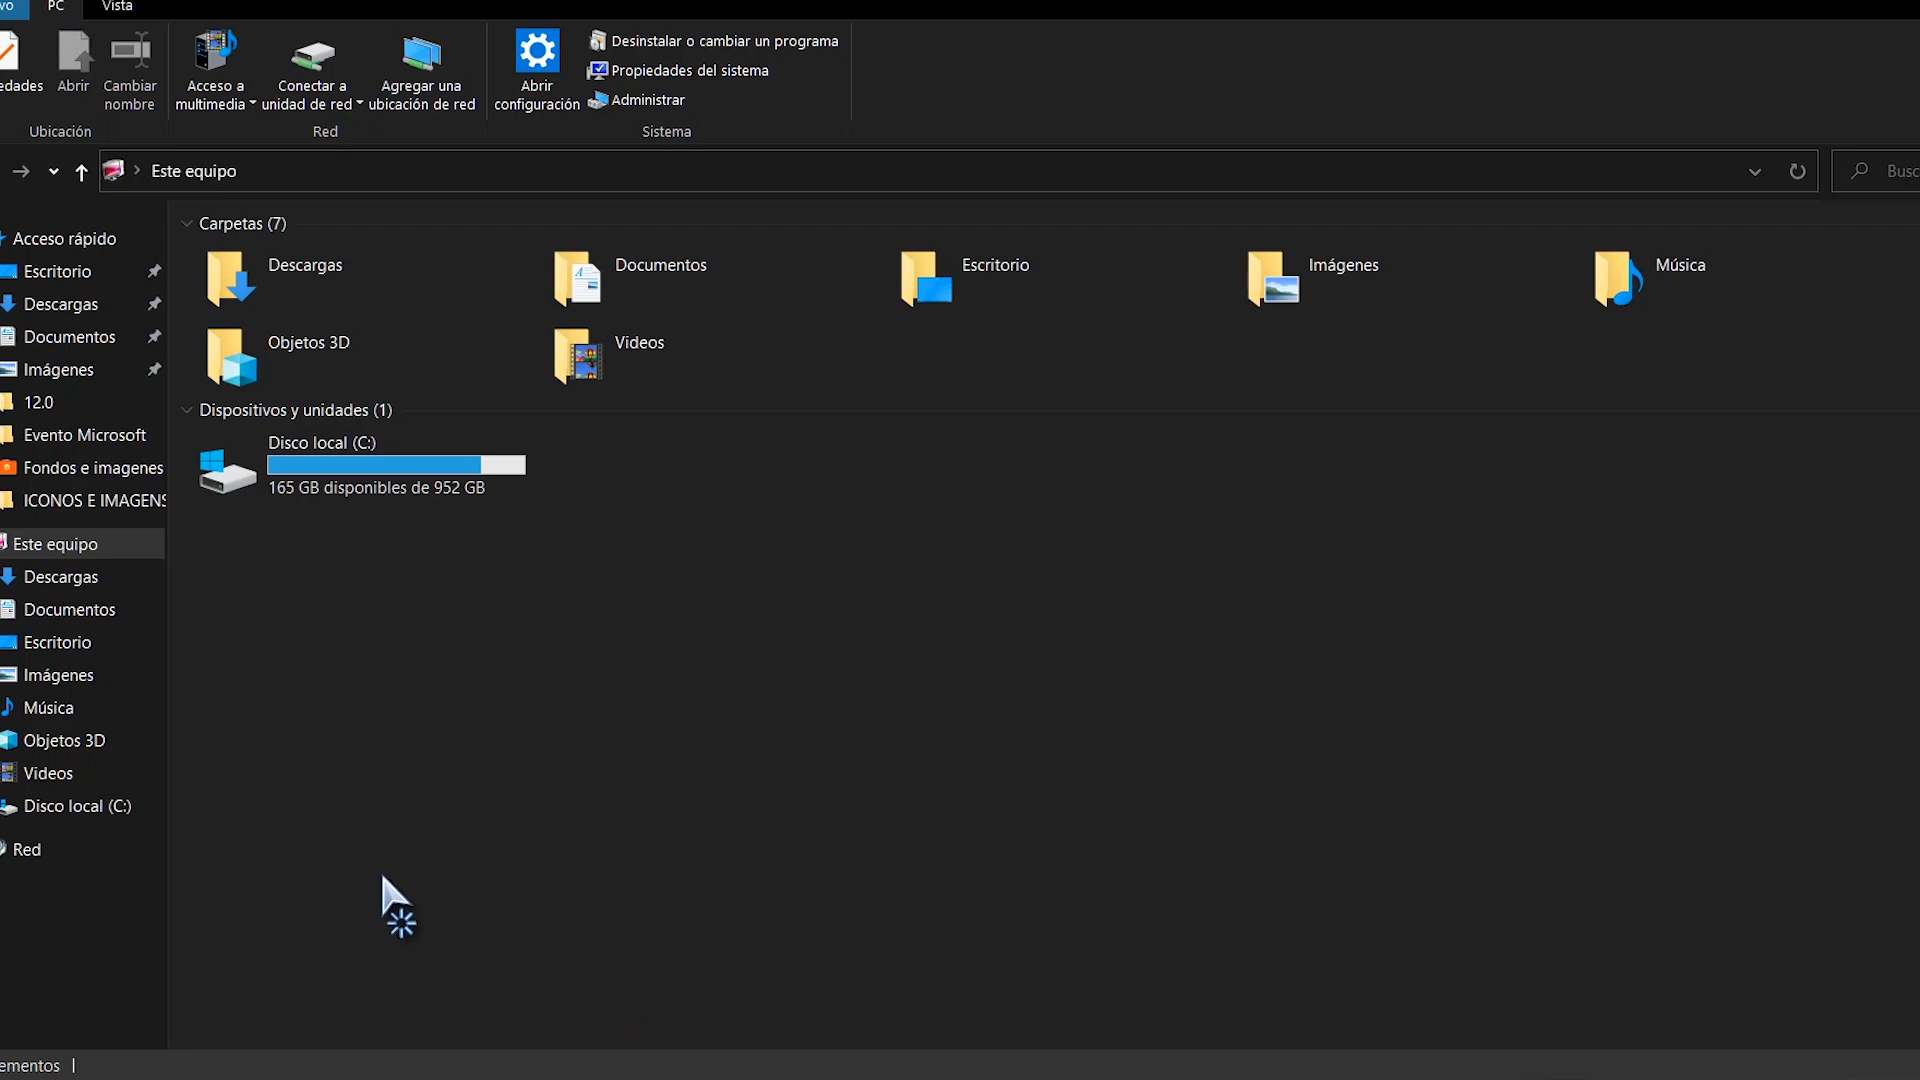 vo PC Vista
edades Abrir Cambiar nombre
Acceso a multimedia
Conectar a unidad de red
Agregar una ubicación de red
Abrir configuración
Desinstalar o cambiar un programa
Propiedades del sistema
Administrar
Ubicación Red Sistema
Este equipo
Busc
Acceso rápido
Escritorio
Descargas
Documentos
Imágenes
12.0
Evento Microsoft
Fondos e imagenes
ICONOS E IMAGENS
Este equipo
Descargas
Documentos
Escritorio
Imágenes
Música
Objetos 3D
Videos
Disco local (C:)
Red
Carpetas (7)
Descargas Documentos Escritorio Imágenes Música
Objetos 3D Videos
Dispositivos y unidades (1)
Disco local (C:)
165 GB disponibles de 952 GB
ementos